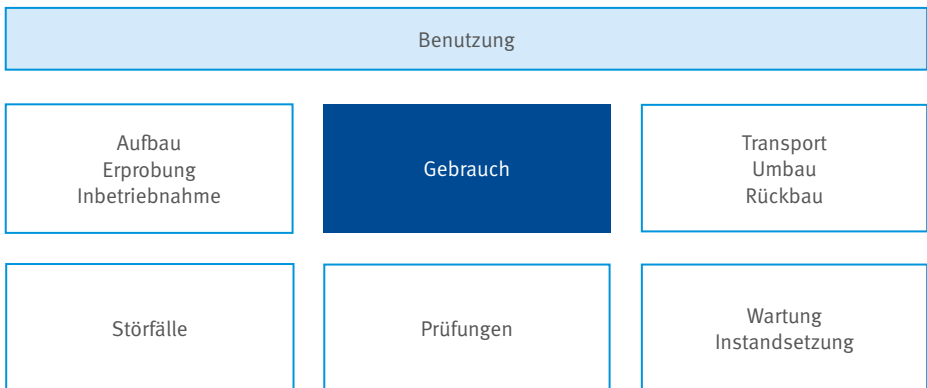 Benutzung
Aufbau
Erprobung
Inbetriebnahme
Gebrauch
Transport
Umbau
Rückbau
Störfälle
Prüfungen
Wartung
Instandsetzung